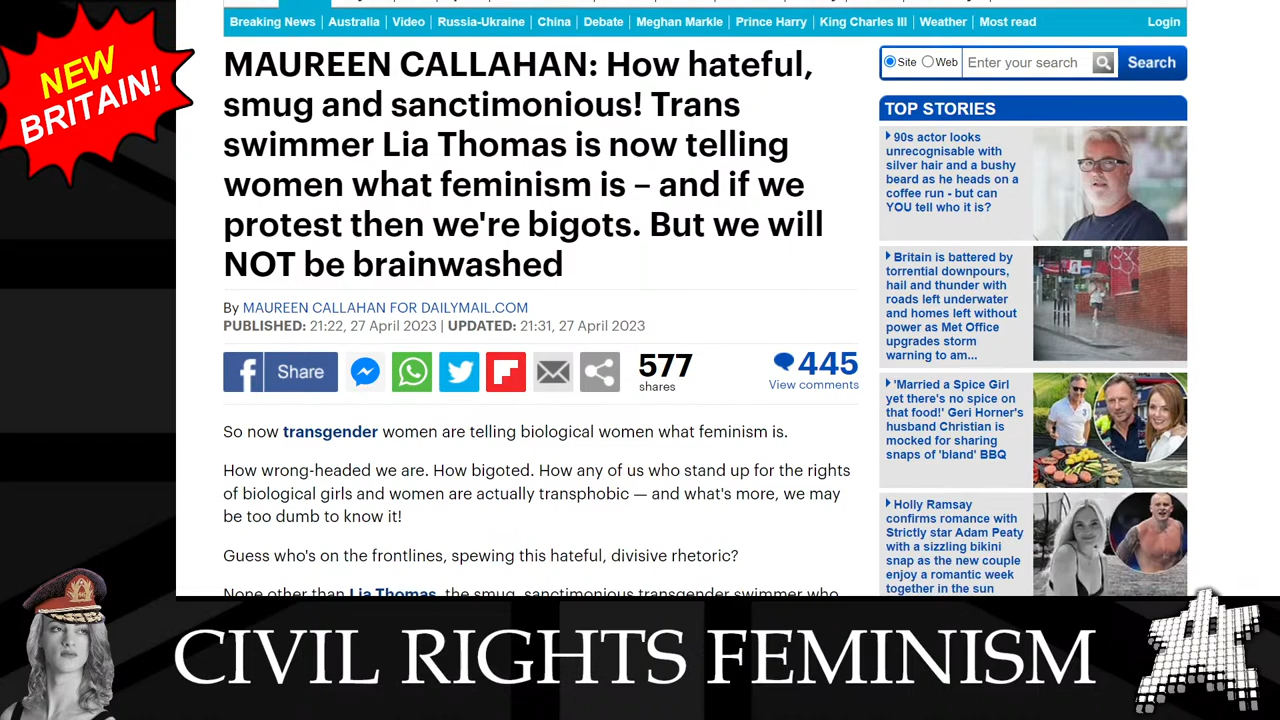 NEW
BRITAIN!
Breaking News
Australia
Video
Russia-Ukraine
China
Debate
Meghan Markle
Prince Harry
King Charles III
Weather
Most read
Login
MAUREEN CALLAHAN: How hateful,
smug and sanctimonious! Trans
swimmer Lia Thomas is now telling
women what feminism is – and if we
protest then we're bigots. But we will
NOT be brainwashed
By MAUREEN CALLAHAN FOR DAILYMAIL.COM
PUBLISHED: 21:22, 27 April 2023 | UPDATED: 21:31, 27 April 2023
Share
577
shares
445
View comments
So now transgender women are telling biological women what feminism is.
How wrong-headed we are. How bigoted. How any of us who stand up for the rights
of biological girls and women are actually transphobic — and what's more, we may
be too dumb to know it!
Guess who's on the frontlines, spewing this hateful, divisive rhetoric?
None other than Lia Thomas, the smug, sanctimonious transgender swimmer who
Site
Web
Enter your search
Search
TOP STORIES
90s actor looks
unrecognisable with
silver hair and a bushy
beard as he heads on a
coffee run - but can
YOU tell who it is?
Britain is battered by
torrential downpours,
hail and thunder with
roads left underwater
and homes left without
power as Met Office
upgrades storm
warning to am...
'Married a Spice Girl
yet there's no spice on
that food!' Geri Horner's
husband Christian is
mocked for sharing
snaps of 'bland' BBQ
Holly Ramsay
confirms romance with
Strictly star Adam Peaty
with a sizzling bikini
snap as the new couple
enjoy a romantic week
together in the sun
CIVIL RIGHTS FEMINISM